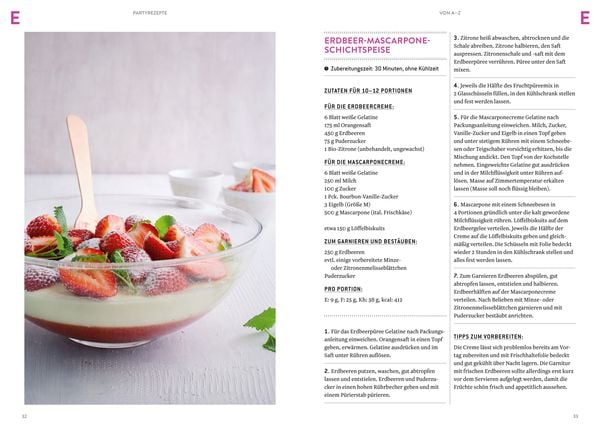 E
PARTYREZEPTE
VON A–Z
E
ERDBEER-MASCARPONE-
SCHICHTSPEISE
Zubereitungszeit: 30 Minuten, ohne Kühlzeit
ZUTATEN FÜR 10–12 PORTIONEN
FÜR DIE ERDBEERCREME:
6 Blatt weiße Gelatine
175 ml Orangensaft
450 g Erdbeeren
75 g Puderzucker
1 Bio-Zitrone (unbehandelt, ungewachst)
FÜR DIE MASCARPONECREME:
6 Blatt weiße Gelatine
250 ml Milch
100 g Zucker
1 Pck. Bourbon-Vanille-Zucker
3 Eigelb (Größe M)
500 g Mascarpone (ital. Frischkäse)
etwa 150 g Löffelbiskuits
ZUM GARNIEREN UND BESTÄUBEN:
250 g Erdbeeren
evtl. einige vorbereitete Minze-
oder Zitronenmelisseblättchen
Puderzucker
PRO PORTION:
E: 9 g, F: 25 g, Kh: 38 g, kcal: 412
1. Für das Erdbeerpüree Gelatine nach Packungs-
anleitung einweichen. Orangensaft in einen Topf
geben, erwärmen. Gelatine ausdrücken und im
Saft unter Rühren auflösen.
2. Erdbeeren putzen, waschen, gut abtropfen
lassen und entstielen. Erdbeeren und Puderzu-
cker in einen hohen Rührbecher geben und mit
einem Pürierstab pürieren.
3. Zitrone heiß abwaschen, abtrocknen und die
Schale abreiben. Zitrone halbieren, den Saft
auspressen. Zitronenschale und -saft mit dem
Erdbeerpüree verrühren. Püree unter den Saft
mixen.
4. Jeweils die Hälfte des Fruchtpüreemix in
2 Glasschüsseln füllen, in den Kühlschrank stellen
und fest werden lassen.
5. Für die Mascarponecreme Gelatine nach
Packungsanleitung einweichen. Milch, Zucker,
Vanille-Zucker und Eigelb in einen Topf geben
und unter stetigem Rühren mit einem Schneebe-
sen oder Teigschaber vorsichtig erhitzen, bis die
Mischung andickt. Den Topf von der Kochstelle
nehmen. Eingeweichte Gelatine gut ausdrücken
und in der Milchflüssigkeit unter Rühren auf-
lösen. Masse auf Zimmertemperatur erkalten
lassen (Masse soll noch flüssig bleiben).
6. Mascarpone mit einem Schneebesen in
4 Portionen gründlich unter die kalt gewordene
Milchflüssigkeit rühren. Löffelbiskuits auf dem
Erdbeergelee verteilen. Jeweils die Hälfte der
Creme auf die Löffelbiskuits geben und gleich-
mäßig verteilen. Die Schüsseln mit Folie bedeckt
wieder 2 Stunden in den Kühlschrank stellen und
alles fest werden lassen.
7. Zum Garnieren Erdbeeren abspülen, gut
abtropfen lassen, entstielen und halbieren.
Erdbeerhälften auf der Mascarponecreme
verteilen. Nach Belieben mit Minze- oder
Zitronenmelisseblättchen garnieren und mit
Puderzucker bestäubt anrichten.
TIPPS ZUM VORBEREITEN:
Die Creme lässt sich problemlos bereits am Vor-
tag zubereiten und mit Frischhaltefolie bedeckt
und gut gekühlt über Nacht lagern. Die Garnitur
mit frischen Erdbeeren sollte allerdings erst kurz
vor dem Servieren aufgelegt werden, damit die
Früchte schön frisch und appetitlich aussehen.
32
33